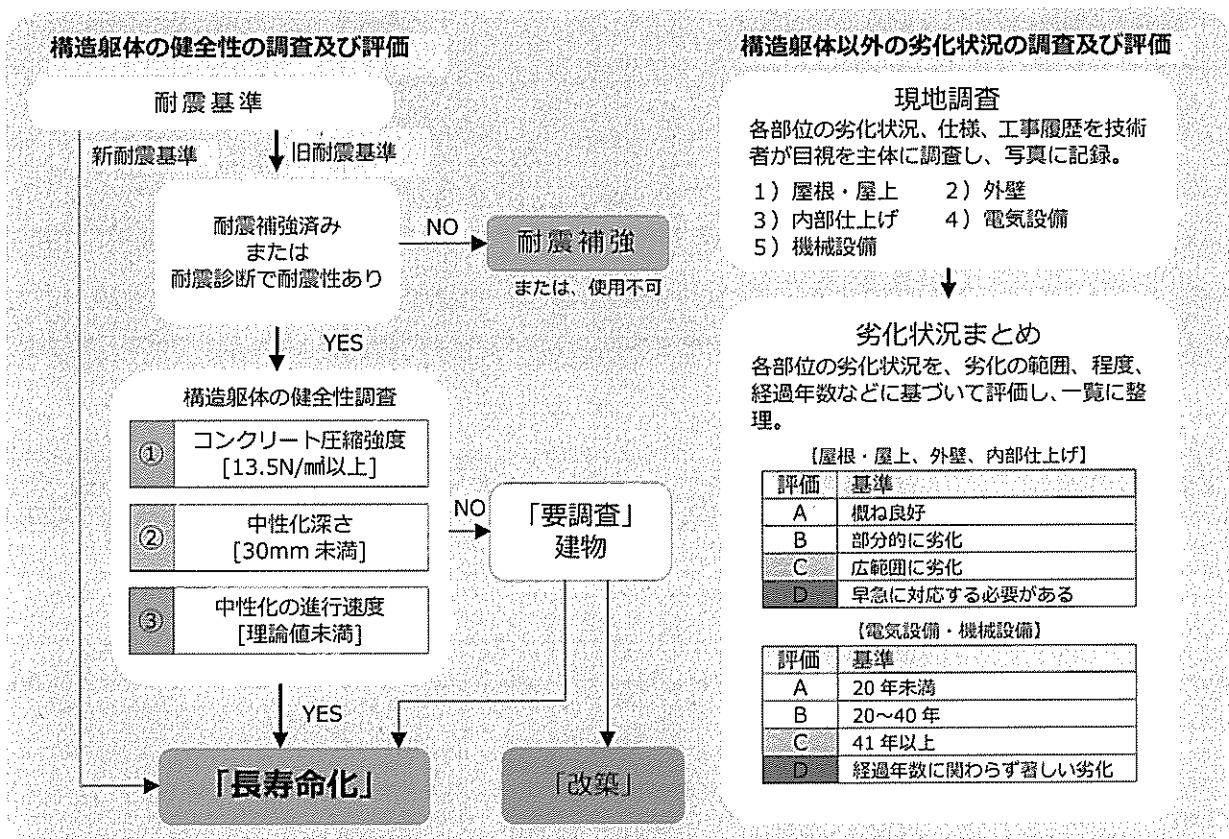 構造躯体の健全性の調査及び評価
耐震基準
新耐震基準
旧耐震基準
耐震補強済み
または
耐震診断で耐震性あり
NO
耐震補強
または、使用不可
YES
構造躯体の健全性調査
① コンクリート圧縮強度
[13.5N/㎟以上]
② 中性化深さ
[30mm 未満]
③ 中性化の進行速度
[理論値未満]
NO
「要調査」
建物
YES
「長寿命化」
「改築」
構造躯体以外の劣化状況の調査及び評価
現地調査
各部位の劣化状況、仕様、工事履歴を技術
者が目視を主体に調査し、写真に記録。
1）屋根・屋上 2）外壁
3）内部仕上げ 4）電気設備
5）機械設備
劣化状況まとめ
各部位の劣化状況を、劣化の範囲、程度、
経過年数などに基づいて評価し、一覧に整
理。
【屋根・屋上、外壁、内部仕上げ】
評価 基準
A 概ね良好
B 部分的に劣化
C 広範囲に劣化
D 早急に対応する必要がある
【電気設備・機械設備】
評価 基準
A 20 年未満
B 20～40 年
C 41 年以上
D 経過年数に関わらず著しい劣化